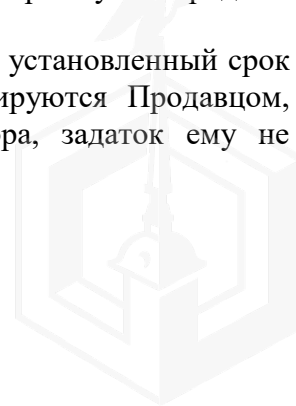 установленный срок
ируются Продавцом,
ра, задаток ему не